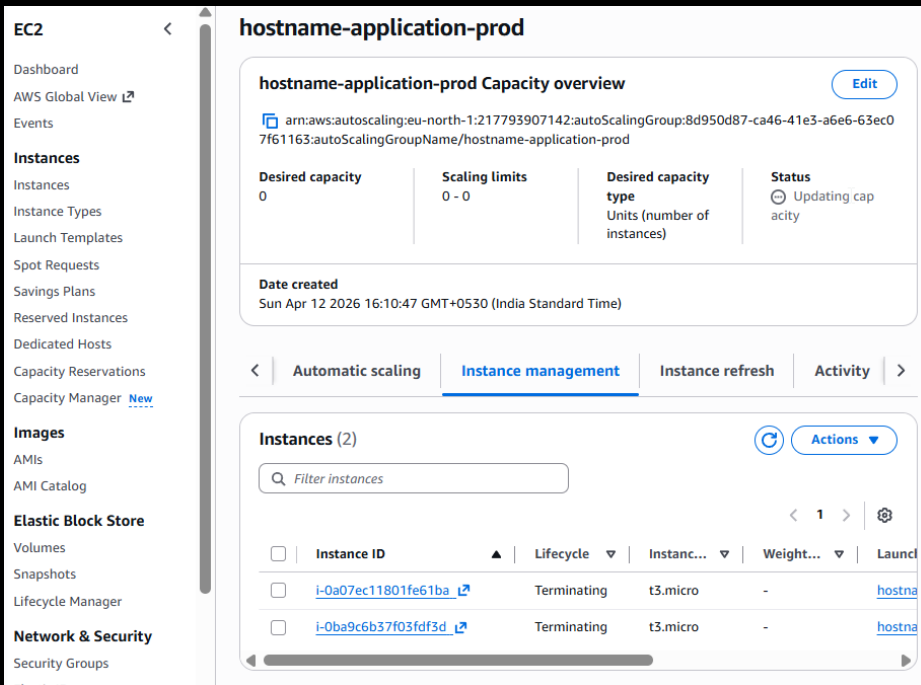 EC2
Dashboard
AWS Global View
Events
Instances
Instances
Instance Types
Launch Templates
Spot Requests
Savings Plans
Reserved Instances
Dedicated Hosts
Capacity Reservations
Capacity Manager New
Images
AMIs
AMI Catalog
Elastic Block Store
Volumes
Snapshots
Lifecycle Manager
Network & Security
Security Groups
hostname-application-prod
hostname-application-prod Capacity overview
Edit
arn:aws:autoscaling:eu-north-1:217793907142:autoScalingGroup:8d950d87-ca46-41e3-a6e6-63ec0
7f61163:autoScalingGroupName/hostname-application-prod
Desired capacity
0
Scaling limits
0 - 0
Desired capacity
type
Units (number of
instances)
Status
Updating cap
acity
Date created
Sun Apr 12 2026 16:10:47 GMT+0530 (India Standard Time)
Automatic scaling Instance management Instance refresh Activity
Instances (2)
Actions
Filter instances
1
Instance ID Lifecycle Instanc... Weight... Launch
i-0a07ec11801fe61ba Terminating t3.micro - hostna
i-0ba9c6b37f03fdf3d Terminating t3.micro - hostna